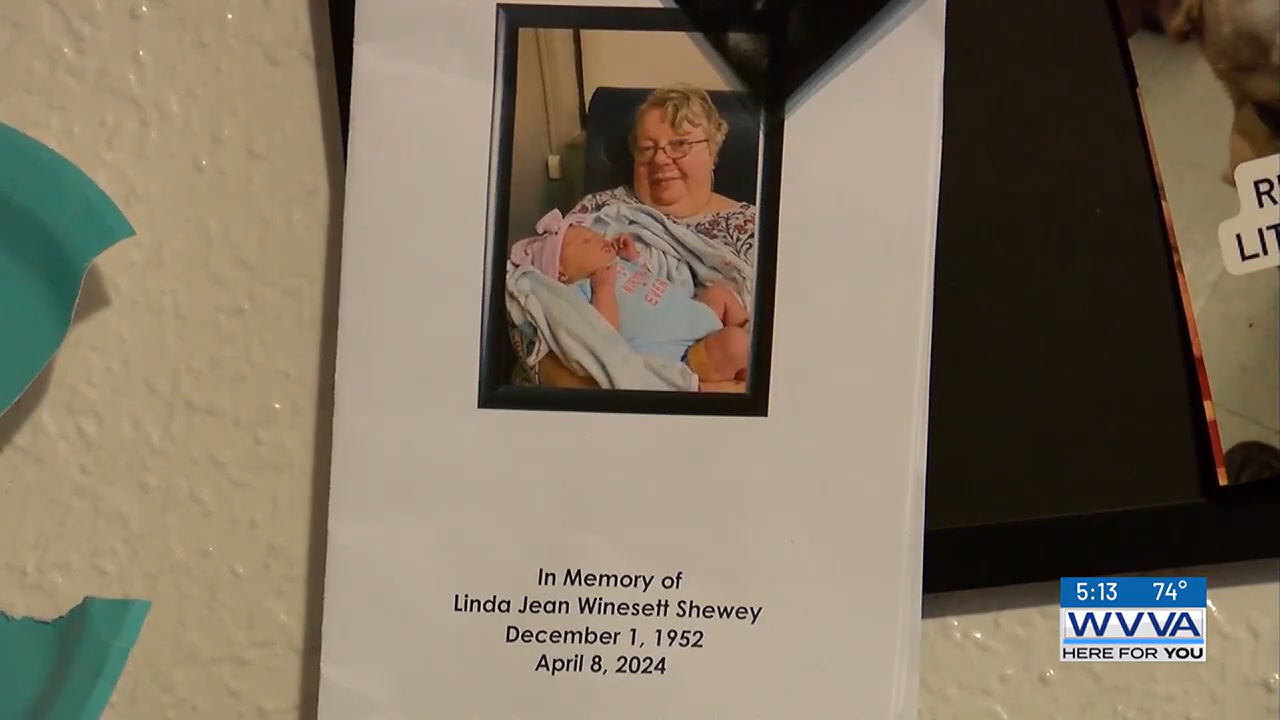 EVER
In Memory of
Linda Jean Winesett Shewey
December 1, 1952
April 8, 2024
5:13 74°
WVVA
HERE FOR YOU